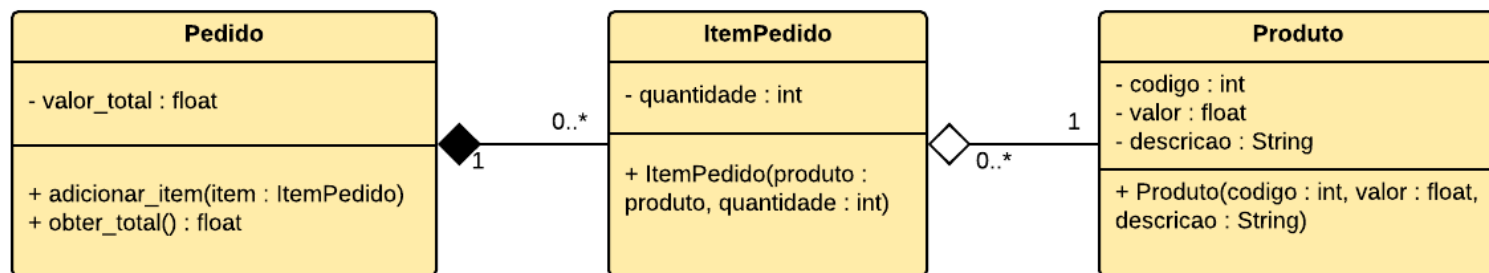 Pedido
- valor_total : float
+ adicionar_item(item : ItemPedido)
+ obter_total() : float
1
0..*
ItemPedido
- quantidade : int
+ ItemPedido(produto :
produto, quantidade : int)
0..*
1
Produto
- codigo : int
- valor : float
- descricao : String
+ Produto(codigo : int, valor : float,
descricao : String)